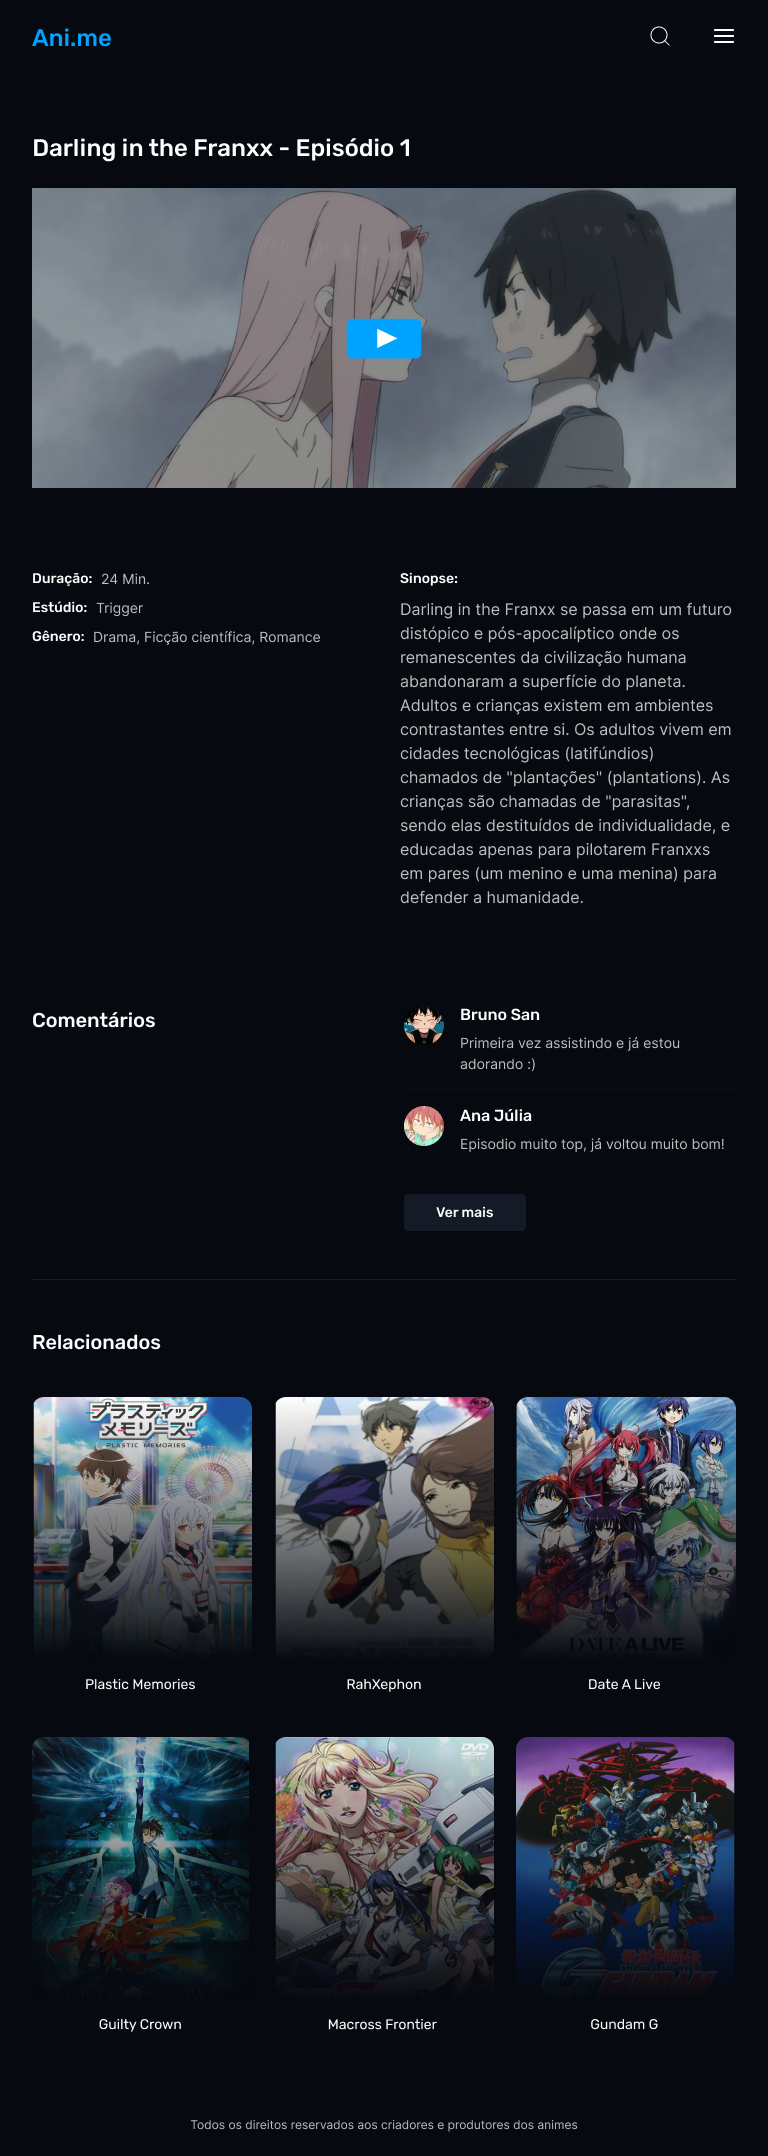 Ani.me
Darling in the Franxx - Episódio 1
Duração: 24 Min.
Estúdio: Trigger
Gênero: Drama, Ficção científica, Romance
Sinopse:
Darling in the Franxx se passa em um futuro
distópico e pós-apocalíptico onde os
remanescentes da civilização humana
abandonaram a superfície do planeta.
Adultos e crianças existem em ambientes
contrastantes entre si. Os adultos vivem em
cidades tecnológicas (latifúndios)
chamados de "plantações" (plantations). As
crianças são chamadas de "parasitas",
sendo elas destituídos de individualidade, e
educadas apenas para pilotarem Franxxs
em pares (um menino e uma menina) para
defender a humanidade.
Comentários
Bruno San
Primeira vez assistindo e já estou
adorando :)
Ana Júlia
Episodio muito top, já voltou muito bom!
Ver mais
Relacionados
プラスティック
メモリーズ
PLASTIC MEMORIES
DATE A LIVE
Plastic Memories
RahXephon
Date A Live
DVD
VIDEO
GUNDAM
Guilty Crown
Macross Frontier
Gundam G
Todos os direitos reservados aos criadores e produtores dos animes